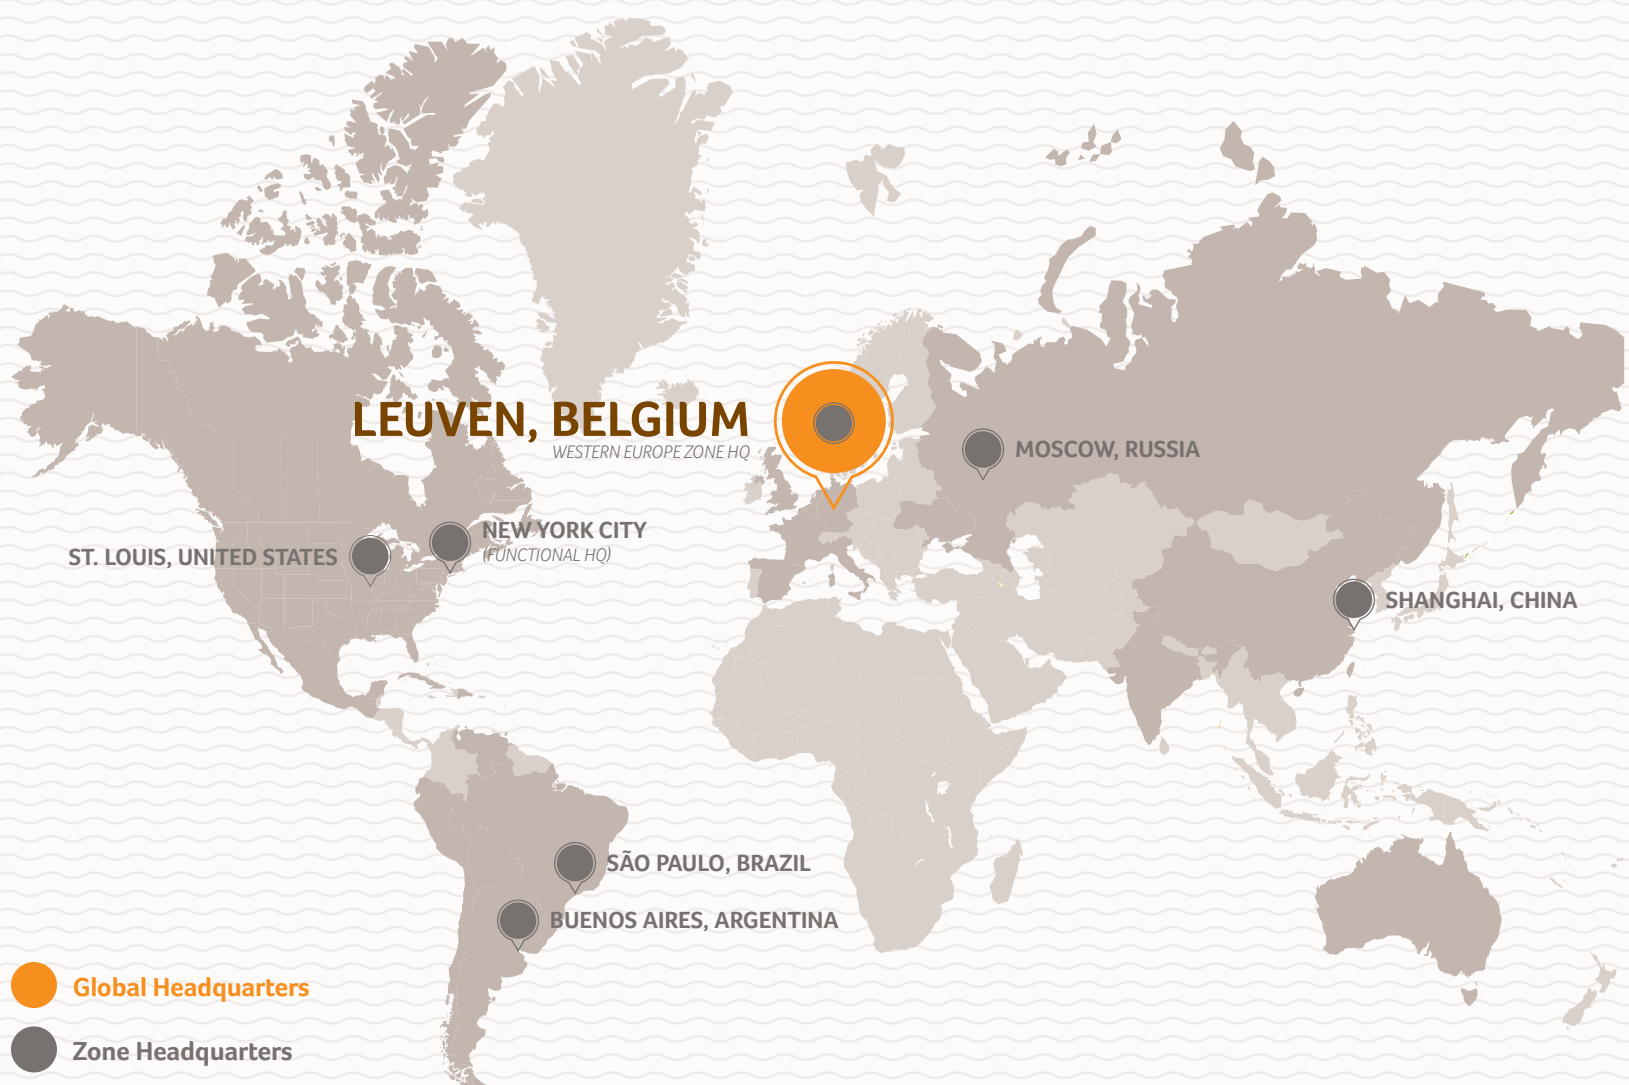 LEUVEN, BELGIUM
WESTERN EUROPE ZONE HQ
MOSCOW, RUSSIA
NEW YORK CITY
(FUNCTIONAL HQ)
ST. LOUIS, UNITED STATES
SHANGHAI, CHINA
SÃO PAULO, BRAZIL
BUENOS AIRES, ARGENTINA
Global Headquarters
Zone Headquarters